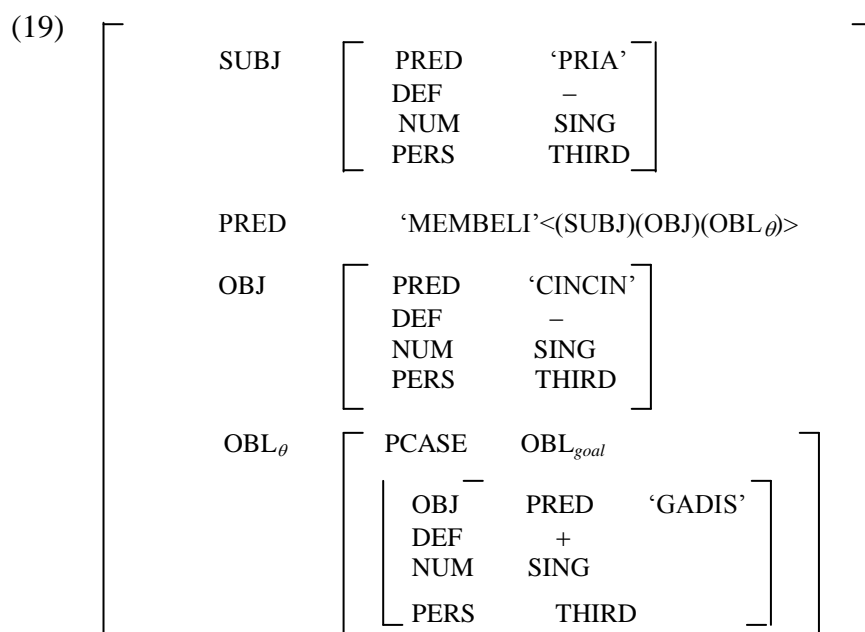 (19)
SUBJ PRED ‘PRIA’
DEF –
NUM SING
PERS THIRD
PRED ‘MEMBELI’<(SUBJ)(OBJ)(OBLθ)>
OBJ PRED ‘CINCIN’
DEF –
NUM SING
PERS THIRD
OBLθ PCASE OBLgoal
OBJ PRED ‘GADIS’
DEF +
NUM SING
PERS THIRD